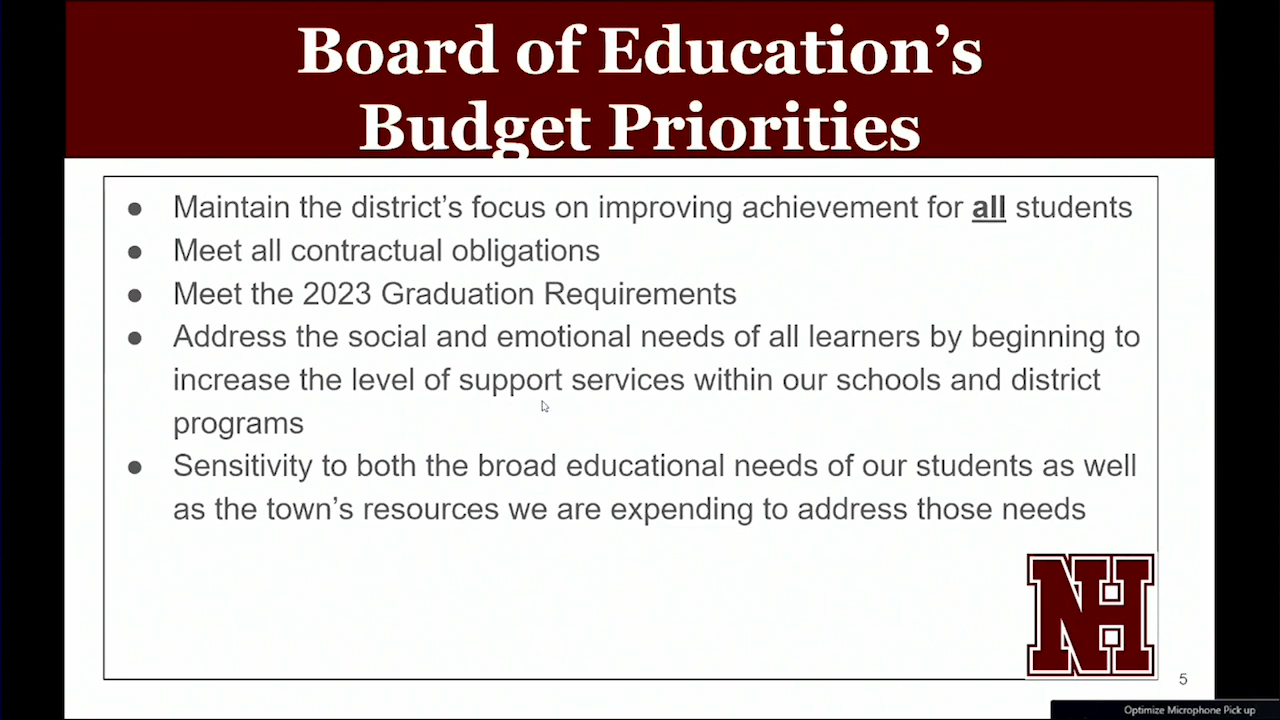 Board of Education’s
Budget Priorities
● Maintain the district’s focus on improving achievement for all students
● Meet all contractual obligations
● Meet the 2023 Graduation Requirements
● Address the social and emotional needs of all learners by beginning to
increase the level of support services within our schools and district
programs
● Sensitivity to both the broad educational needs of our students as well
as the town’s resources we are expending to address those needs
NH
5
Optimize Microphone Pick up